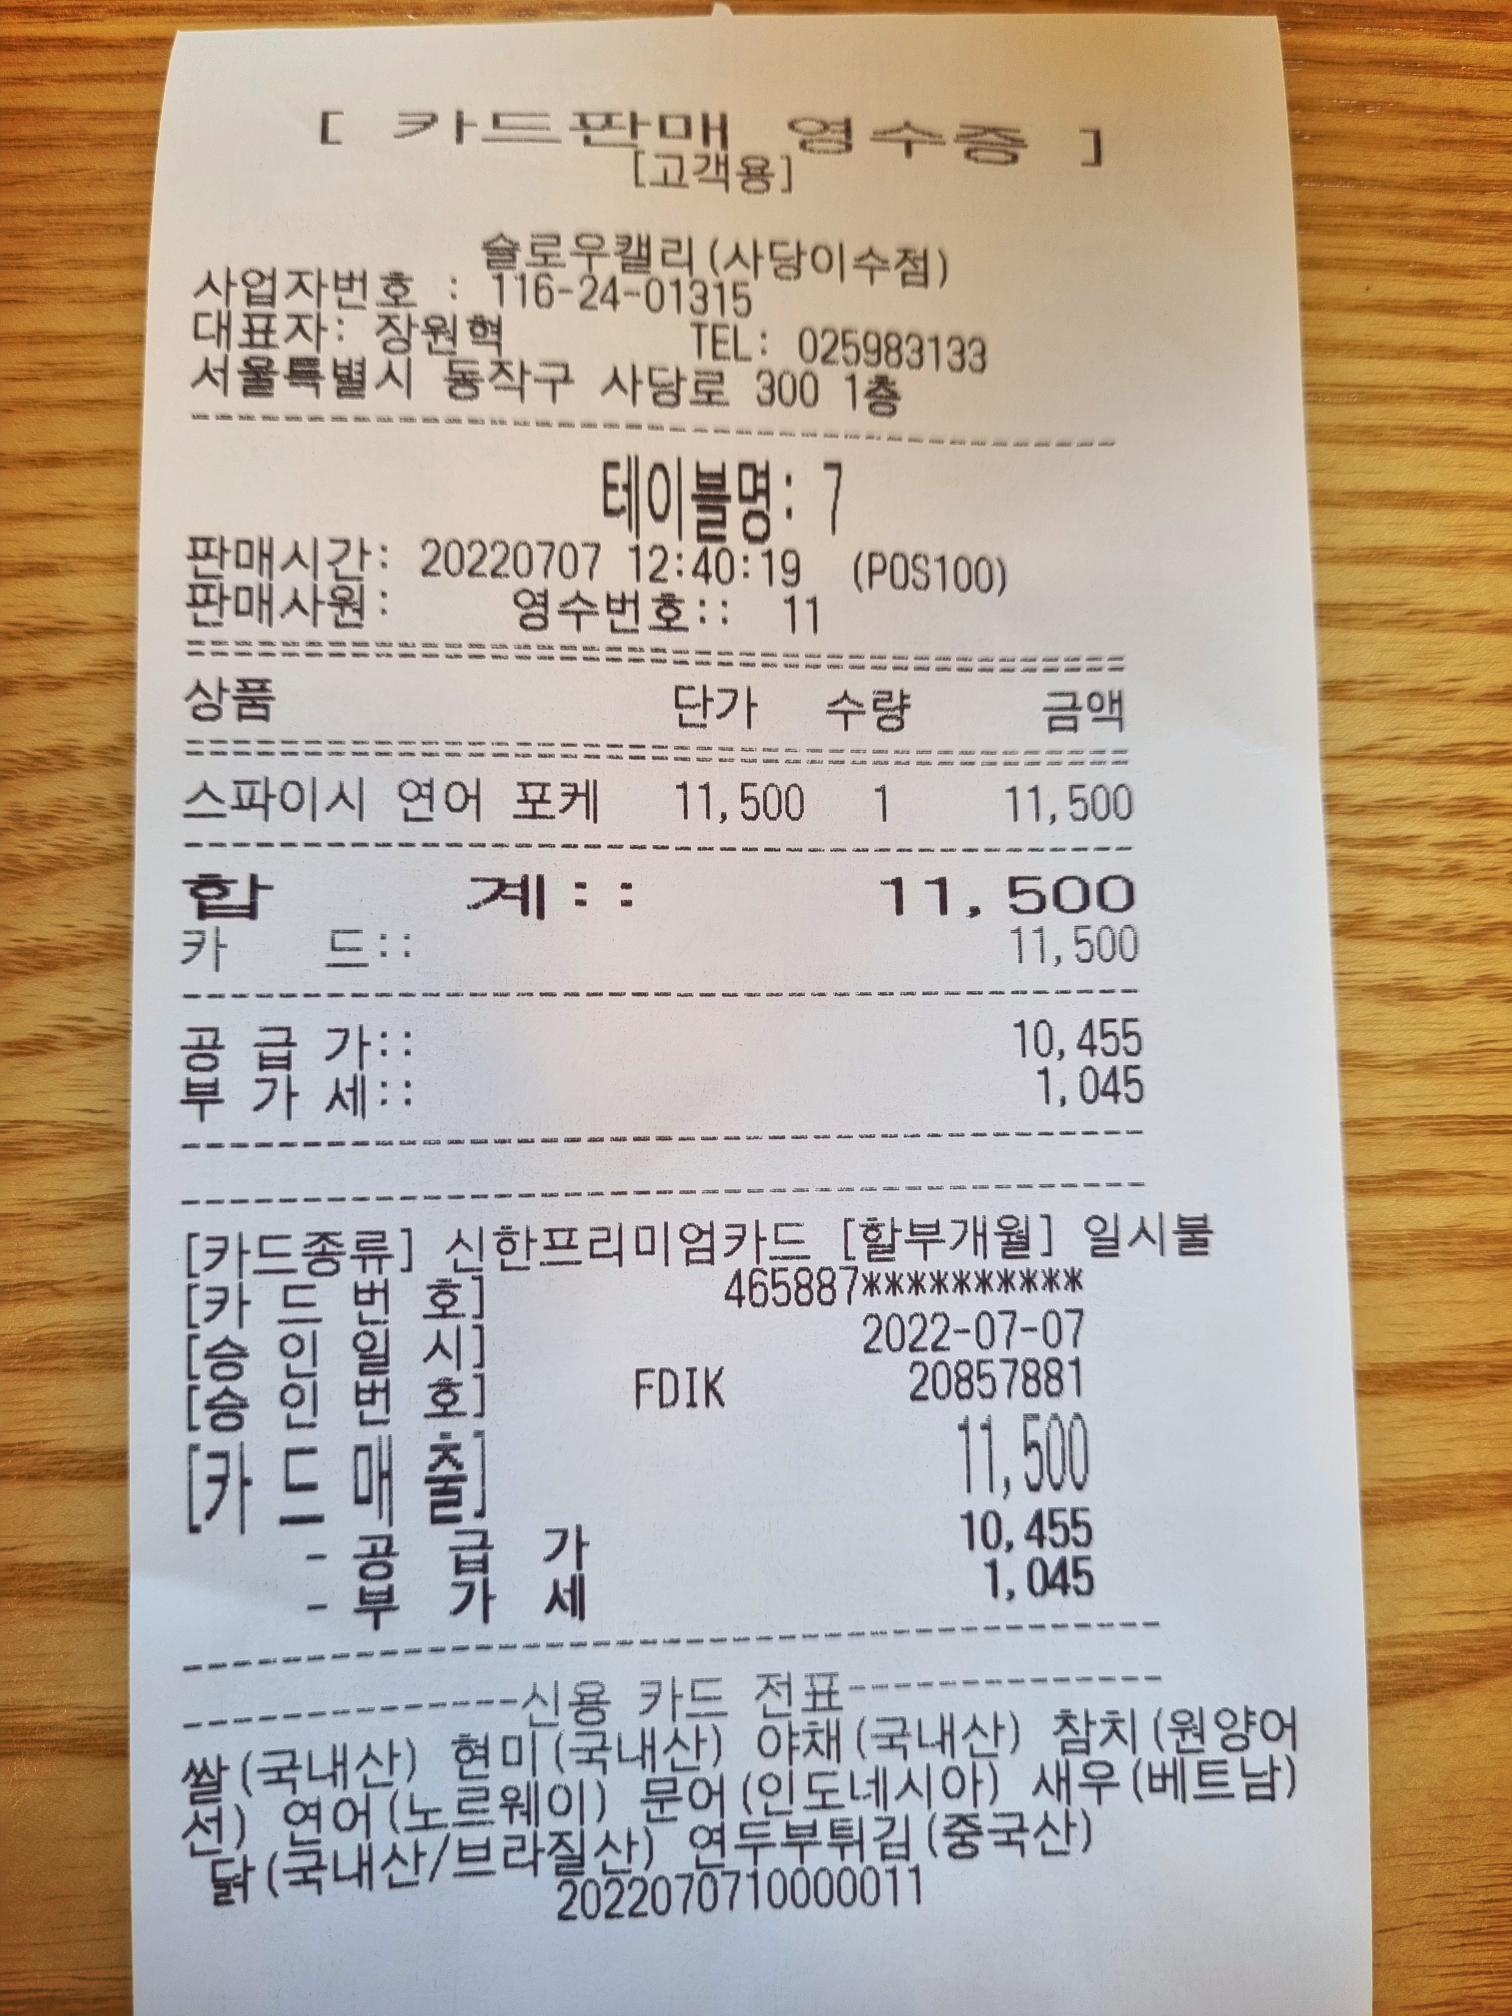 [ 카드판매 영수증 ]
[고객용]
슬로우캘리(사당이수점)
사업자번호 : 116-24-01315
대표자: 장원혁 TEL: 025983133
서울특별시 동작구 사당로 300 1층
테이블명: 7
판매시간: 20220707 12:40:19 (POS100)
판매사원: 영수번호:: 11
상품 단가 수량 금액
스파이시 연어 포케 11,500 1 11,500
합 계:: 11,500
카 드:: 11,500
공 급 가:: 10,455
부 가 세:: 1,045
[카드종류] 신한프리미엄카드 [할부개월] 일시불
[카 드 번 호] 465887**********
[승 인 일 시] 2022-07-07
[승 인 번 호] FDIK 20857881
[카 드 매 출] 11,500
- 공 급 가 10,455
- 부 가 세 1,045
------------신용 카드 전표--------------
쌀(국내산) 현미(국내산) 야채(국내산) 참치(원양어
선) 연어(노르웨이) 문어(인도네시아) 새우(베트남)
닭(국내산/브라질산) 연두부튀김(중국산)
2022070710000011